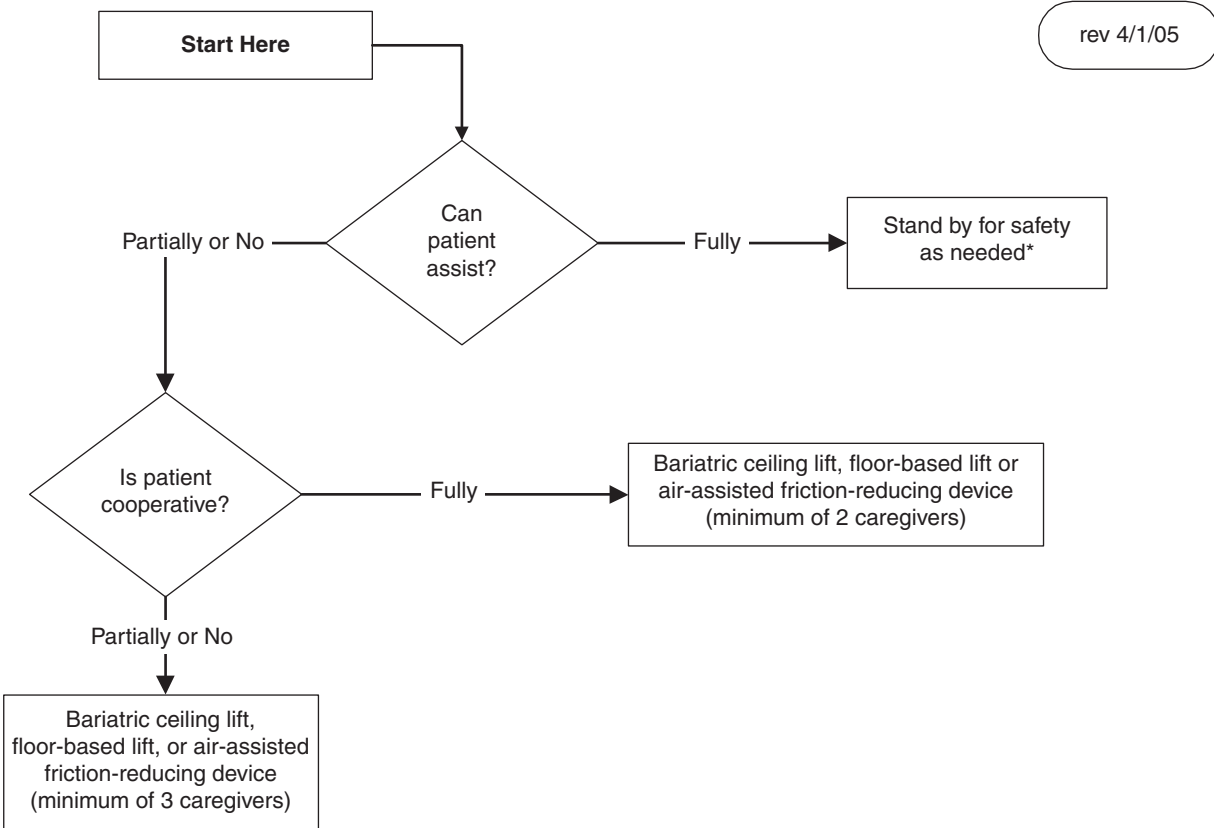 Start Here
rev 4/1/05
Can
patient
assist?
Partially or No
Fully
Stand by for safety
as needed*
Is patient
cooperative?
Fully
Bariatric ceiling lift, floor-based lift or
air-assisted friction-reducing device
(minimum of 2 caregivers)
Partially or No
Bariatric ceiling lift,
floor-based lift, or air-assisted
friction-reducing device
(minimum of 3 caregivers)